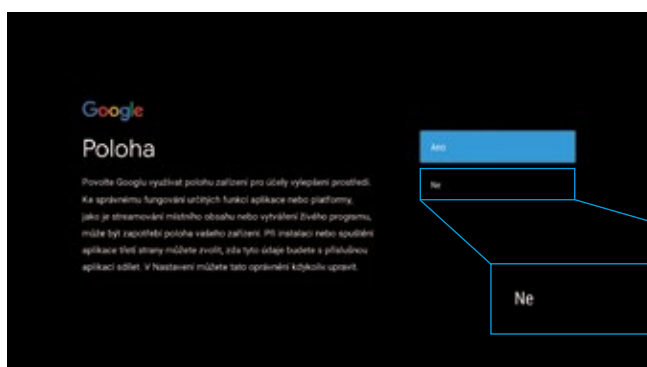 Google
Poloha
Povolte Googlu využívat polohu zařízení pro účely vylepšení prostředí.
Ke správnému fungování určitých funkcí aplikace nebo platformy,
jako je streamování místního obsahu nebo vytváření živého programu,
může být zapotřebí poloha vašeho zařízení. Při instalaci nebo spuštění
aplikace třetí strany můžete zvolit, zda tyto údaje budete s příslušnou
aplikací sdílet. V Nastavení můžete tato oprávnění kdykoliv upravit.
Ano
Ne
Ne